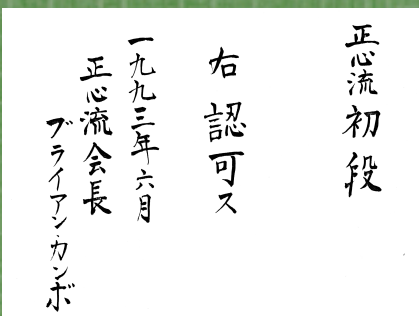 正心流初段
右認可ス
一九九三年六月
正心流会長
ブライアン・カンボ